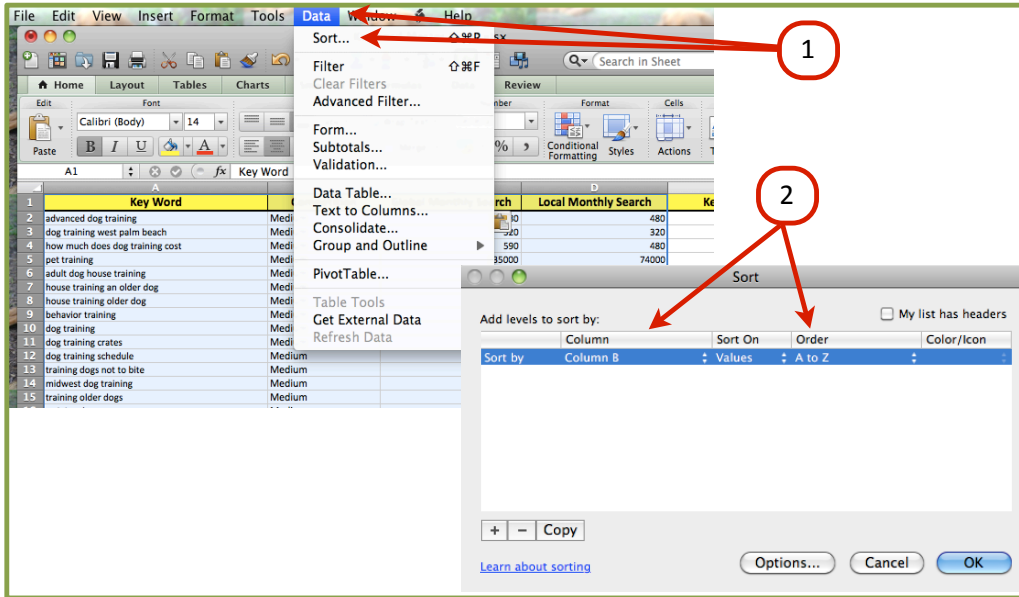 File Edit View Insert Format Tools Data Window Help
Sort... ⇧⌘R
Filter ⇧⌘F
Clear Filters
Advanced Filter...
Form...
Subtotals...
Validation...
Data Table...
Text to Columns...
Consolidate...
Group and Outline
PivotTable...
Table Tools
Get External Data
Refresh Data
1
sx
Search in Sheet
Home Layout Tables Charts Review
Edit Font Format Cells
Calibri (Body) 14
Paste B I U A % Conditional Formatting Styles Actions
A1 fx Key Word
A D
1 Key Word Local Monthly Search Ke
2 advanced dog training Medi 480
3 dog training west palm beach Medi 320 320
4 how much does dog training cost Medi 590 480
5 pet training Medi 74000
6 adult dog house training Medi
7 house training an older dog Medi
8 house training older dog Medi
9 behavior training Medi
10 dog training Medi
11 dog training crates Medi
12 dog training schedule Medium
13 training dogs not to bite Medium
14 midwest dog training Medium
15 training older dogs Medium
2
Sort
Add levels to sort by: My list has headers
Column Sort On Order Color/Icon
Sort by Column B Values A to Z
+ − Copy
Learn about sorting Options... Cancel OK